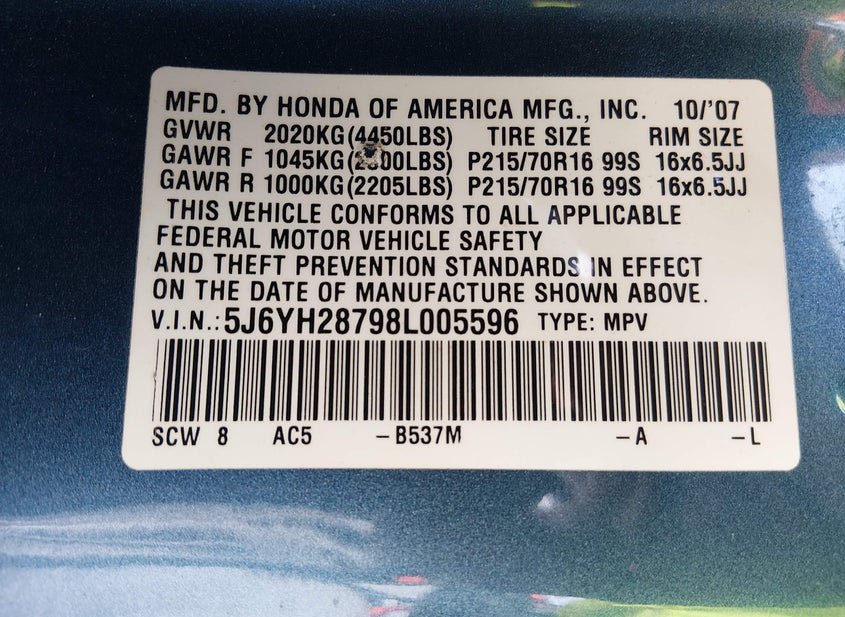 MFD. BY HONDA OF AMERICA MFG., INC. 10/'07
GVWR 2020KG(4450LBS) TIRE SIZE RIM SIZE
GAWR F 1045KG P215/70R16 99S 16x6.5JJ
GAWR R 1000KG(2205LBS) P215/70R16 99S 16x6.5JJ
THIS VEHICLE CONFORMS TO ALL APPLICABLE
FEDERAL MOTOR VEHICLE SAFETY
AND THEFT PREVENTION STANDARDS IN EFFECT
ON THE DATE OF MANUFACTURE SHOWN ABOVE.
V.I.N.:5J6YH28798L005596 TYPE: MPV
SCW 8 AC5 -B537M -A -L